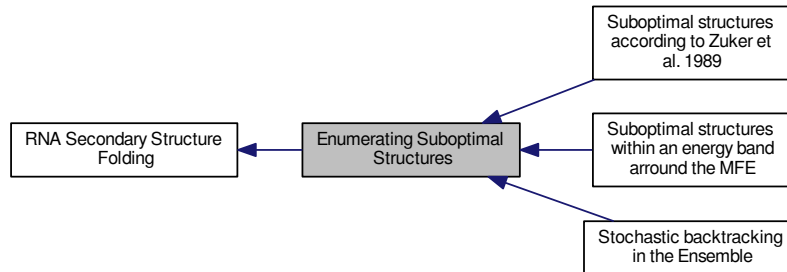 RNA Secondary Structure
Folding
Enumerating Suboptimal
Structures
Suboptimal structures
according to Zuker et
al. 1989
Suboptimal structures
within an energy band
arround the MFE
Stochastic backtracking
in the Ensemble